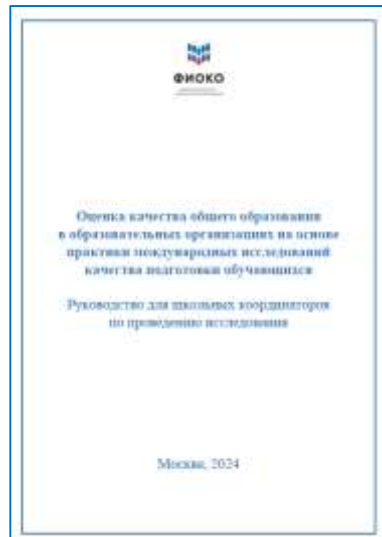 ФИОКО
Оценка качества общего образования
в образовательных организациях на основе
практики международных исследований
качества подготовки обучающихся
Руководство для школьных координаторов
по проведению исследования
Москва, 2024